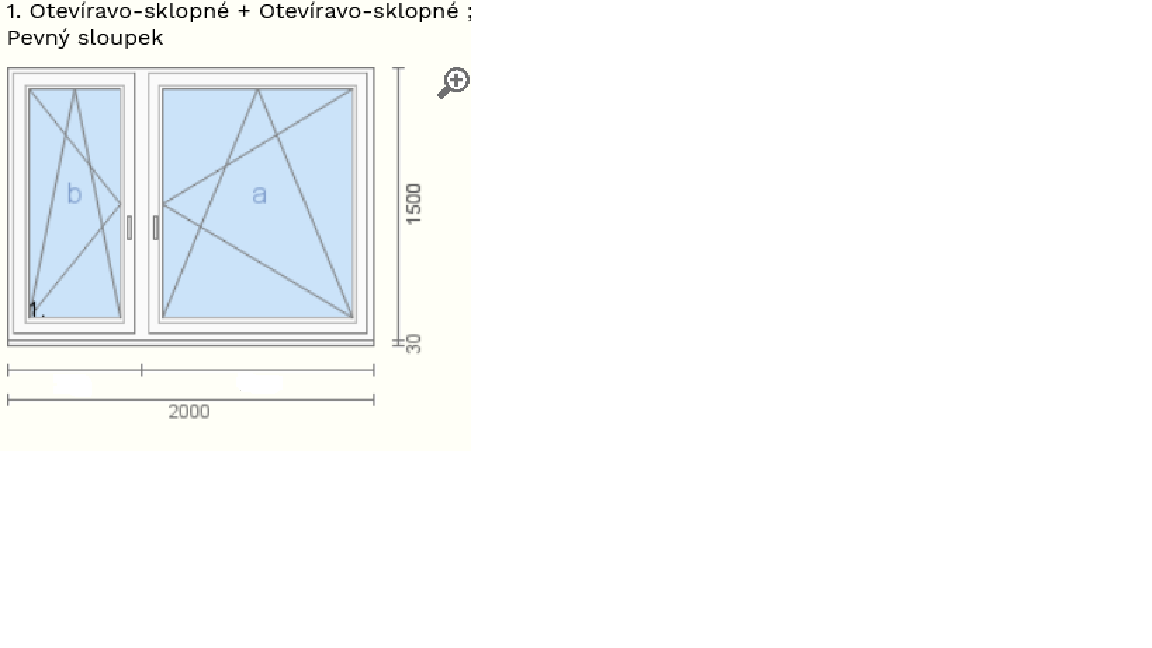 1. Otevíravo-sklopné + Otevíravo-sklopné ;
Pevný sloupek
b
a
1500
1.
30
2000